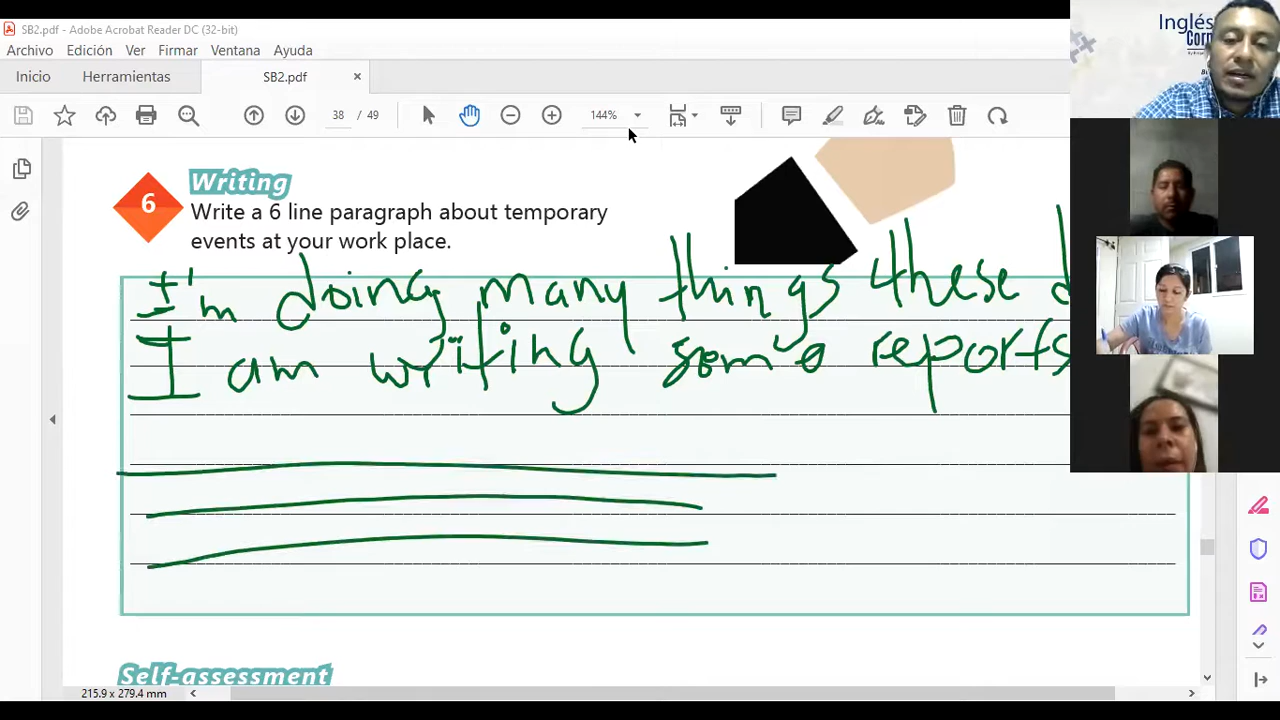 SB2.pdf - Adobe Acrobat Reader DC (32-bit)
Archivo Edición Ver Firmar Ventana Ayuda
Inicio Herramientas SB2.pdf ×
38 / 49 144%
Inglés
Corp
6 Writing
Write a 6 line paragraph about temporary
events at your work place.
I'm doing many things these
I am writing some reports
Self-assessment
215.9 x 279.4 mm